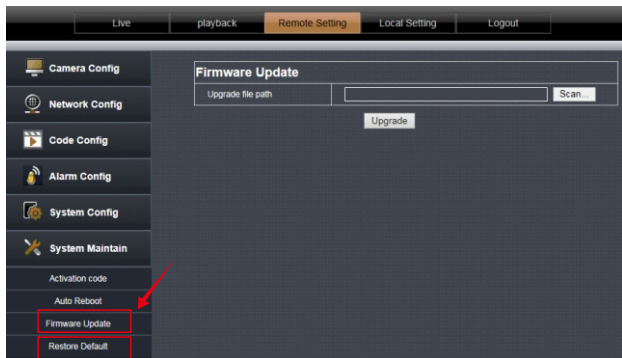 Live playback Remote Setting Local Setting Logout
Camera Config
Network Config
Code Config
Alarm Config
System Config
System Maintain
Activation code
Auto Reboot
Firmware Update
Restore Default
Firmware Update
Upgrade file path Scan...
Upgrade